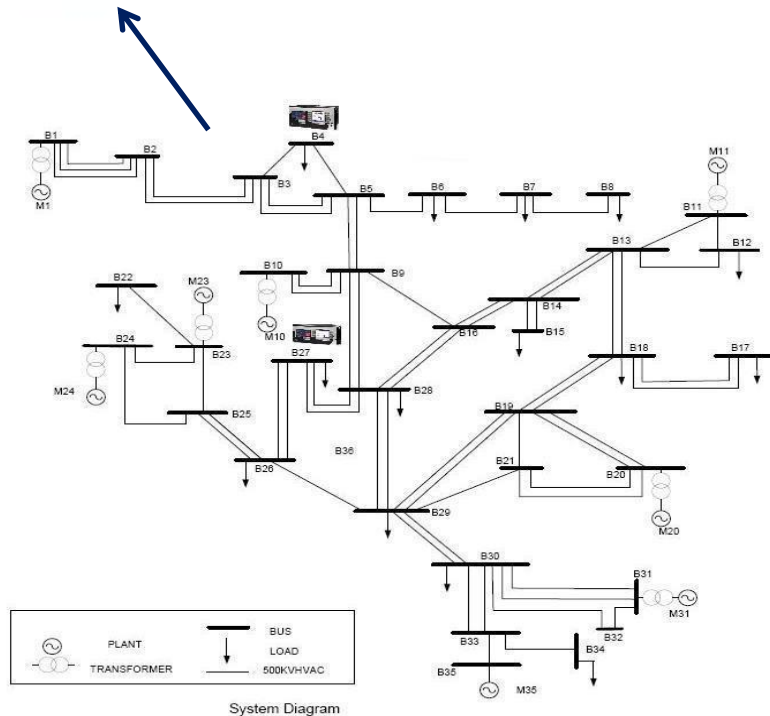 B1
B2
B3
B4
B5
B6
B7
B8
M1
M11
B11
B12
B13
B10
B9
B22
M23
M10
B14
B15
B16
B24
B23
B27
B18
B17
M24
B28
B25
B19
B36
B26
B21
B20
B29
M20
B30
B31
M31
B32
B33
B34
B35
M35
PLANT
TRANSFORMER
BUS
LOAD
500KVHVAC
System Diagram